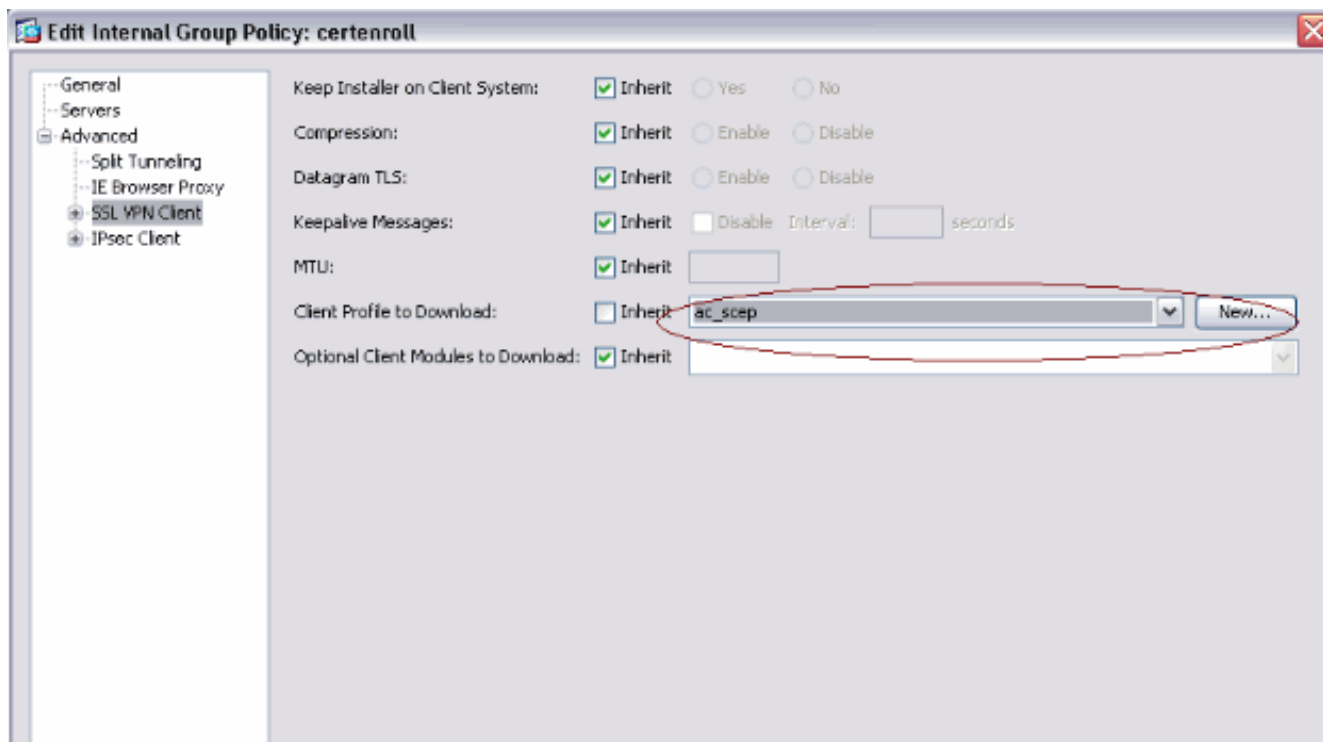 Edit Internal Group Policy: certenroll
General
Servers
Advanced
Split Tunneling
IE Browser Proxy
SSL VPN Client
IPsec Client
Keep Installer on Client System: Inherit Yes No
Compression: Inherit Enable Disable
Datagram TLS: Inherit Enable Disable
Keepalive Messages: Inherit Disable Interval: seconds
MTU: Inherit
Client Profile to Download: Inherit ac_scep New...
Optional Client Modules to Download: Inherit